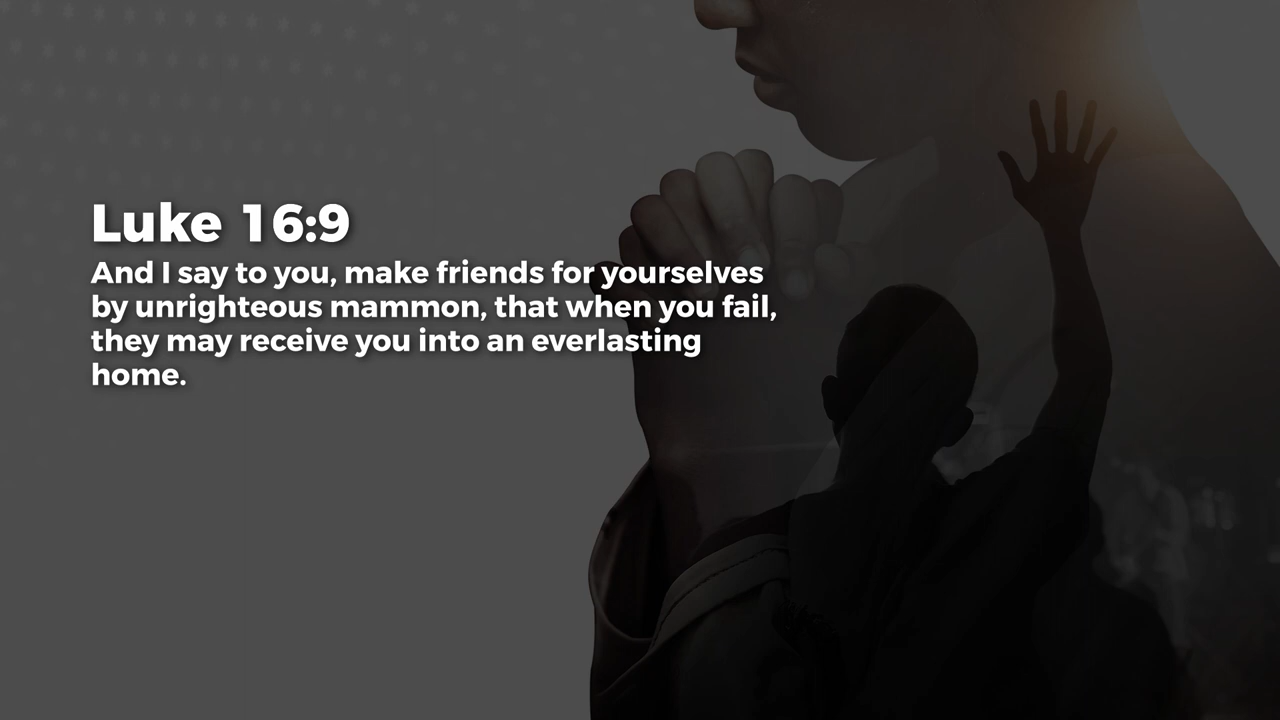 Luke 16:9
And I say to you, make friends for yourselves
by unrighteous mammon, that when you fail,
they may receive you into an everlasting
home.